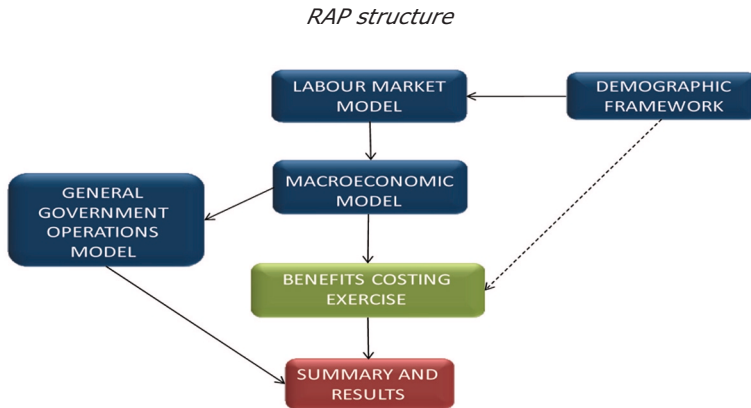 RAP structure
LABOUR MARKET
MODEL
DEMOGRAPHIC
FRAMEWORK
MACROECONOMIC
MODEL
GENERAL
GOVERNMENT
OPERATIONS
MODEL
BENEFITS COSTING
EXERCISE
SUMMARY AND
RESULTS